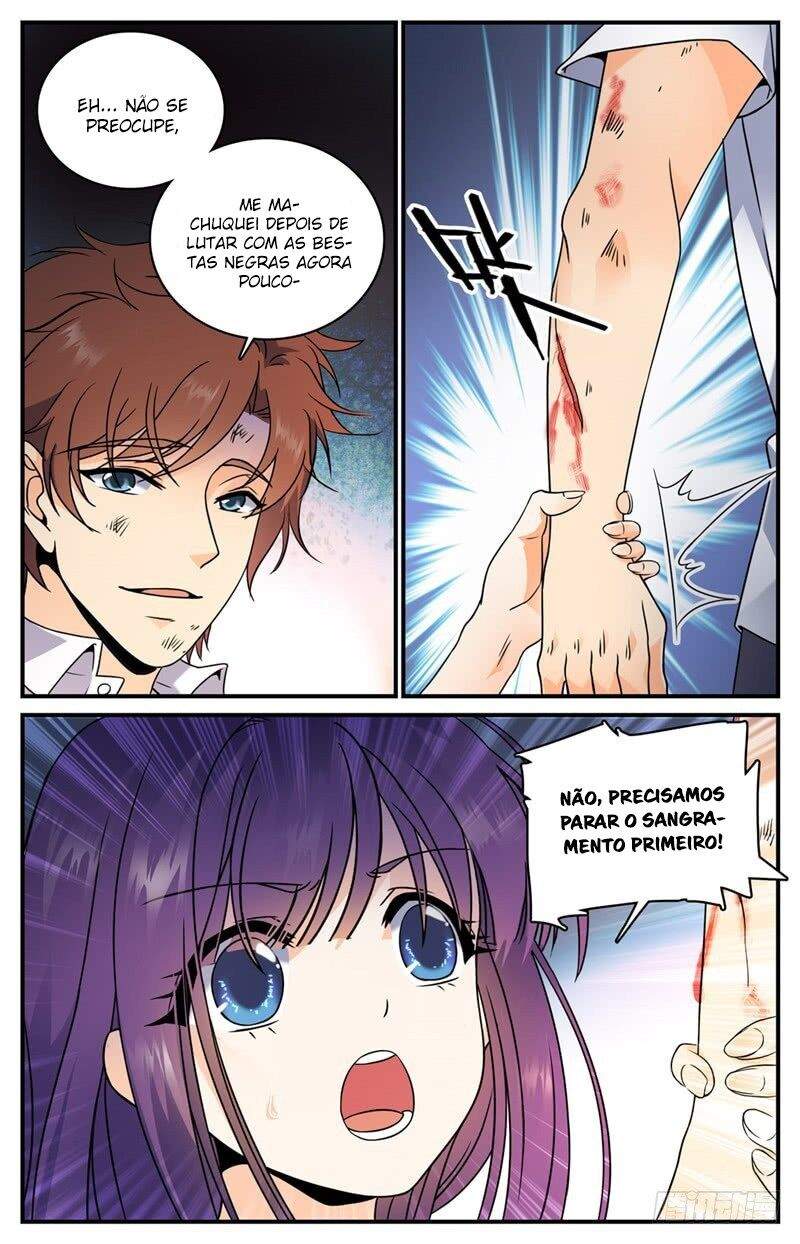 EH... NÃO SE
PREOCUPE,
ME MA-
CHUQUEI DEPOIS DE
LUTAR COM AS BES-
TAS NEGRAS AGORA
POUCO-
NÃO, PRECISAMOS
PARAR O SANGRA-
MENTO PRIMEIRO!